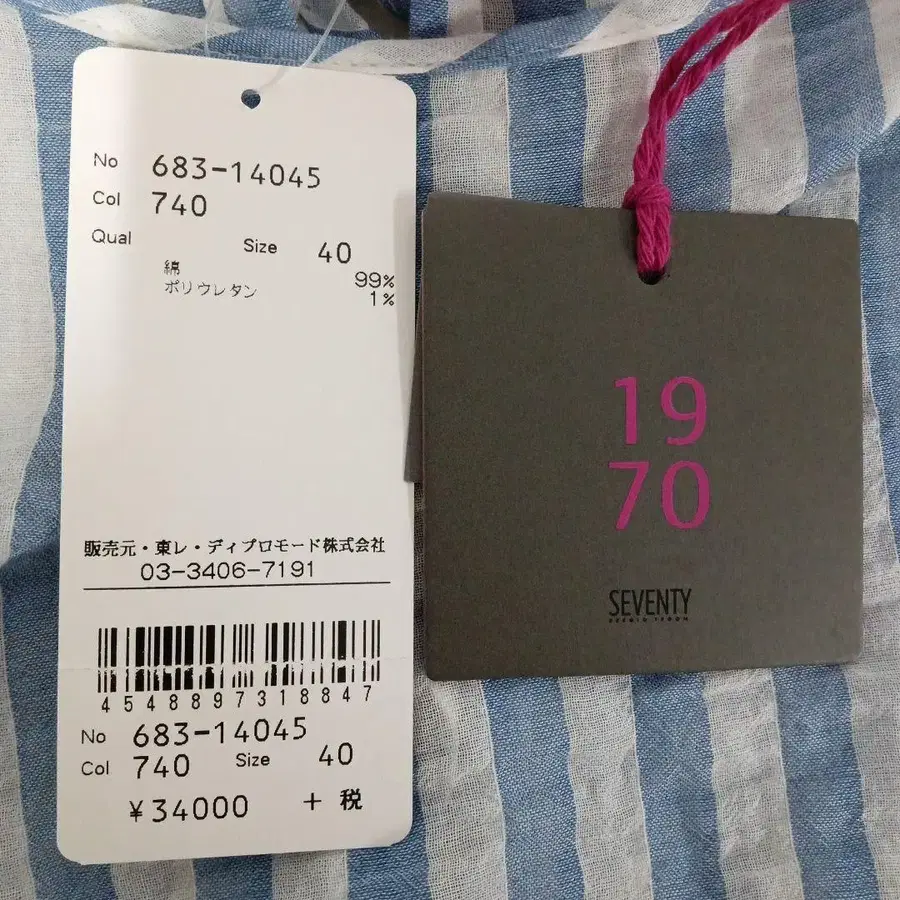 No 683-14045
Col 740
Qual Size 40
綿 99%
ポリウレタン 1%
販売元・東レ・ディプロモード株式会社
03-3406-7191
4548897318847
No 683-14045
Col 740 Size 40
¥34000 + 税
19
70
SEVENTY
SERGIO TEGON